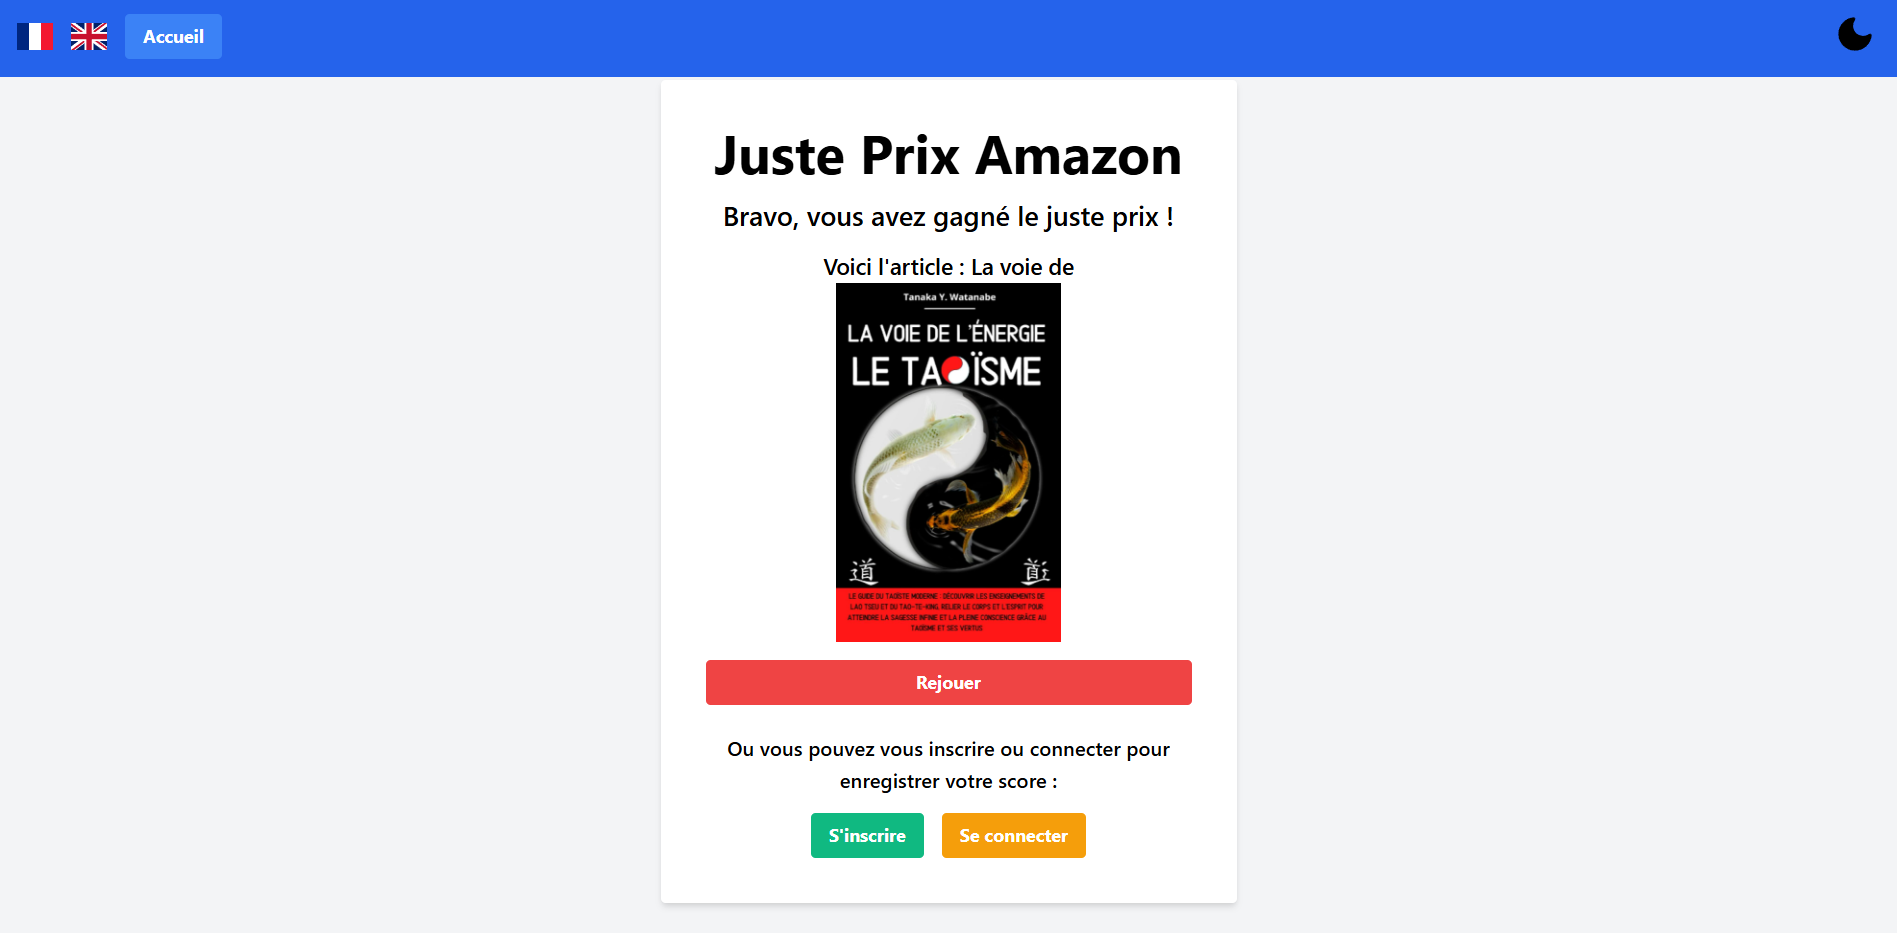 Accueil
Juste Prix Amazon
Bravo, vous avez gagné le juste prix !
Voici l'article : La voie de
Tanaka Y. Watanabe
LA VOIE DE L'ÉNERGIE
LE TAOÏSME
道
道
LE GUIDE DU TAOÏSTE MODERNE : DÉCOUVRIR LES ENSEIGNEMENTS DE
LAO TSEU ET DU TAO-TE-KING, RELIER LE CORPS ET L'ESPRIT POUR
ATTEINDRE LA SAGESSE INFINIE ET LA PLEINE CONSCIENCE GRÂCE AU
TAOÏSME ET SES VERTUS
Rejouer
Ou vous pouvez vous inscrire ou connecter pour
enregistrer votre score :
S'inscrire
Se connecter